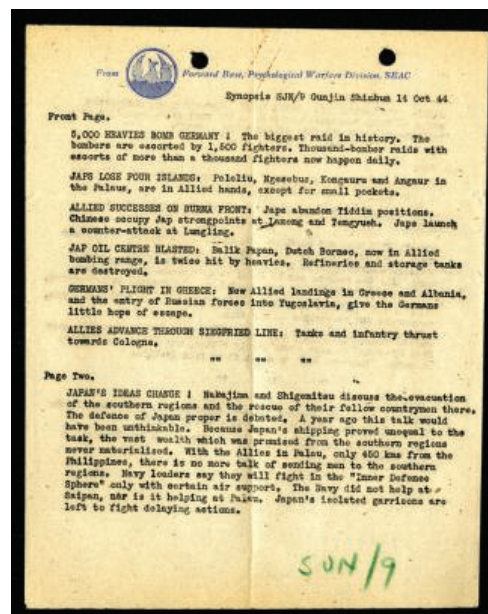 From Forward Base, Psychological Warfare Division, SEAC
Synopsis SJN/9 Gunjin Shimbun 14 Oct 44
Front Page.
5,000 HEAVIES BOMB GERMANY : The biggest raid in history. The
bombers are escorted by 1,500 fighters. Thousand-bomber raids with
escorts of more than a thousand fighters now happen daily.
JAPS LOSE FOUR ISLANDS: Peleliu, Ngesebus, Kongauru and Angaur in
the Palaus, are in Allied hands, except for small pockets.
ALLIED SUCCESSES ON BURMA FRONT: Japs abandon Tiddim positions.
Chinese occupy Jap strongpoints at Lameng and Tengyueh. Japs launch
a counter-attack at Lungling.
JAP OIL CENTRE BLASTED: Balik Papan, Dutch Borneo, now in Allied
bombing range, is twice hit by heavies. Refineries and storage tanks
are destroyed.
GERMANS' PLIGHT IN GREECE: New Allied landings in Greece and Albania,
and the entry of Russian forces into Yugoslavia, give the Germans
little hope of escape.
ALLIES ADVANCE THROUGH SIEGFRIED LINE: Tanks and infantry thrust
towards Cologne.
"" "" ""
Page Two.
JAPAN'S IDEAS CHANGE : Nakajima and Shigemitsu discuss the evacuation
of the southern regions and the rescue of their fellow countrymen there.
The defence of Japan proper is debated. A year ago this talk would
have been unthinkable. Because Japan's shipping proved unequal to the
task, the vast wealth which was promised from the southern regions
never materialised. With the Allies in Palau, only 450 kms from the
Philippines, there is no more talk of sending men to the southern
regions. Navy leaders say they will fight in the "Inner Defence
Sphere" only with certain air support. The Navy did not help at
Saipan, nor is it helping at Palau. Japan's isolated garrisons are
left to fight delaying actions.
SJN/9